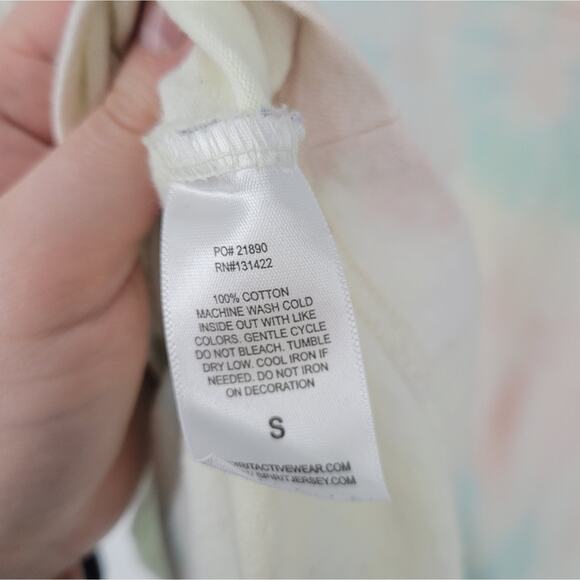 PO# 21890
RN#131422
100% COTTON
MACHINE WASH COLD
INSIDE OUT WITH LIKE
COLORS. GENTLE CYCLE
DO NOT BLEACH. TUMBLE
DRY LOW. COOL IRON IF
NEEDED. DO NOT IRON
ON DECORATION
S